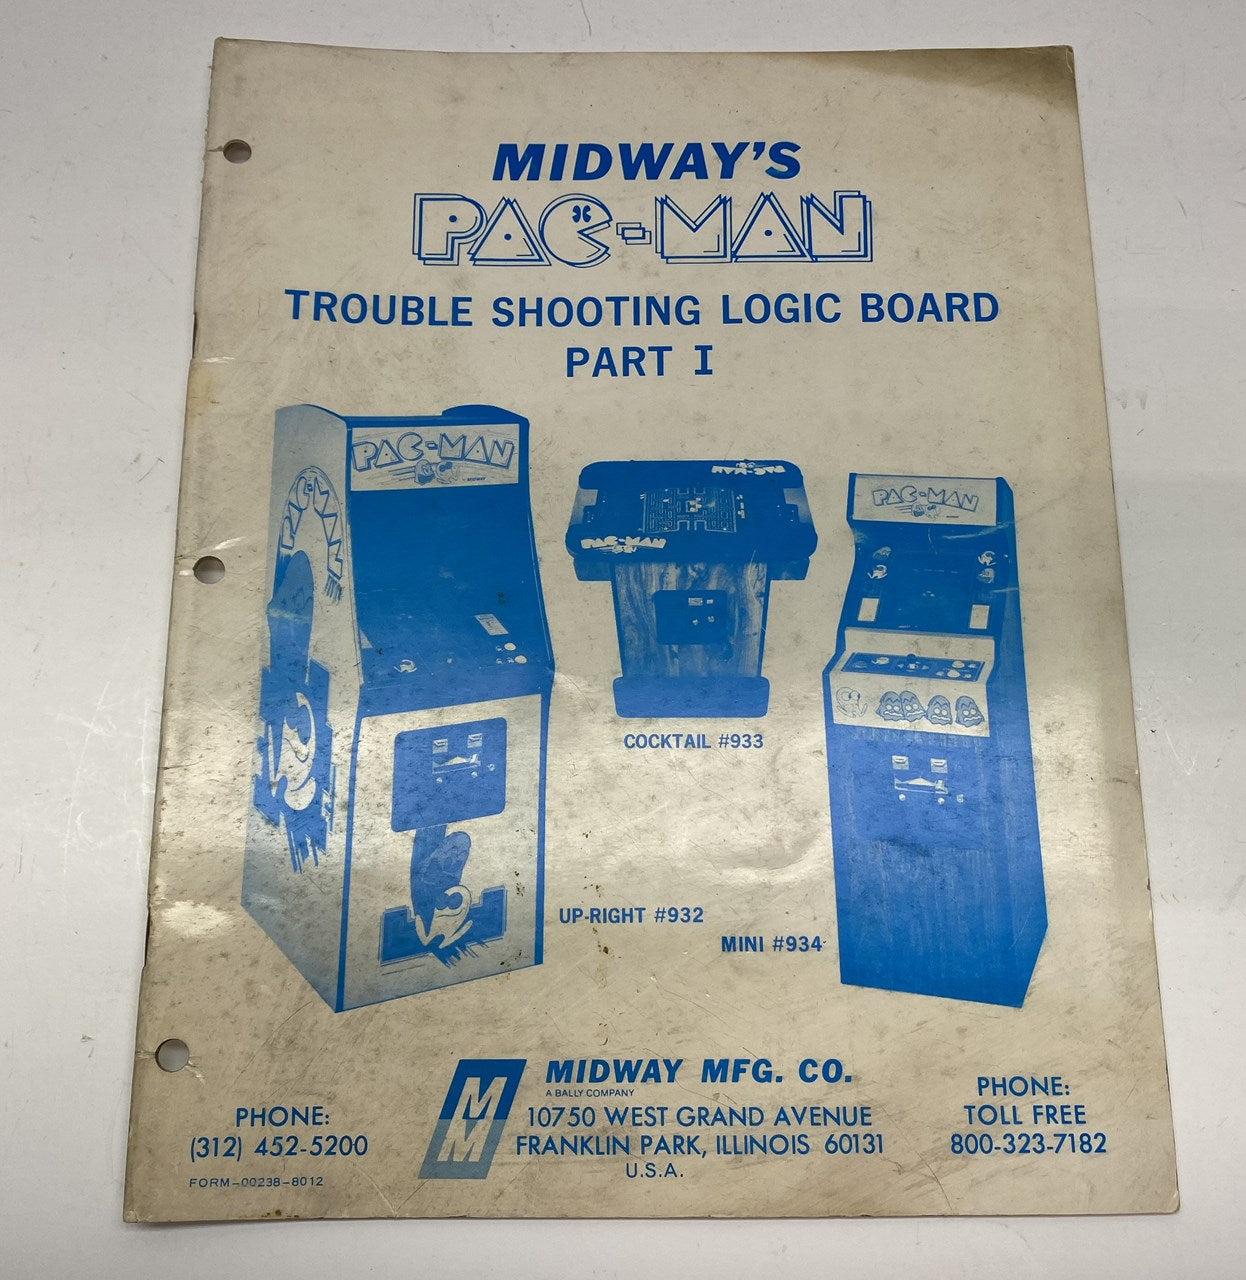 MIDWAY'S
PAC-MAN
TROUBLE SHOOTING LOGIC BOARD
PART I
PAC-MAN
MIDWAY
PAC-MAN
PAC-MAN
PAC-MAN
PAC-MAN
COCKTAIL #933
UP-RIGHT #932
MINI #934
MM
MIDWAY MFG. CO.
A BALLY COMPANY
10750 WEST GRAND AVENUE
FRANKLIN PARK, ILLINOIS 60131
U.S.A.
PHONE:
(312) 452-5200
FORM-00238-8012
PHONE:
TOLL FREE
800-323-7182